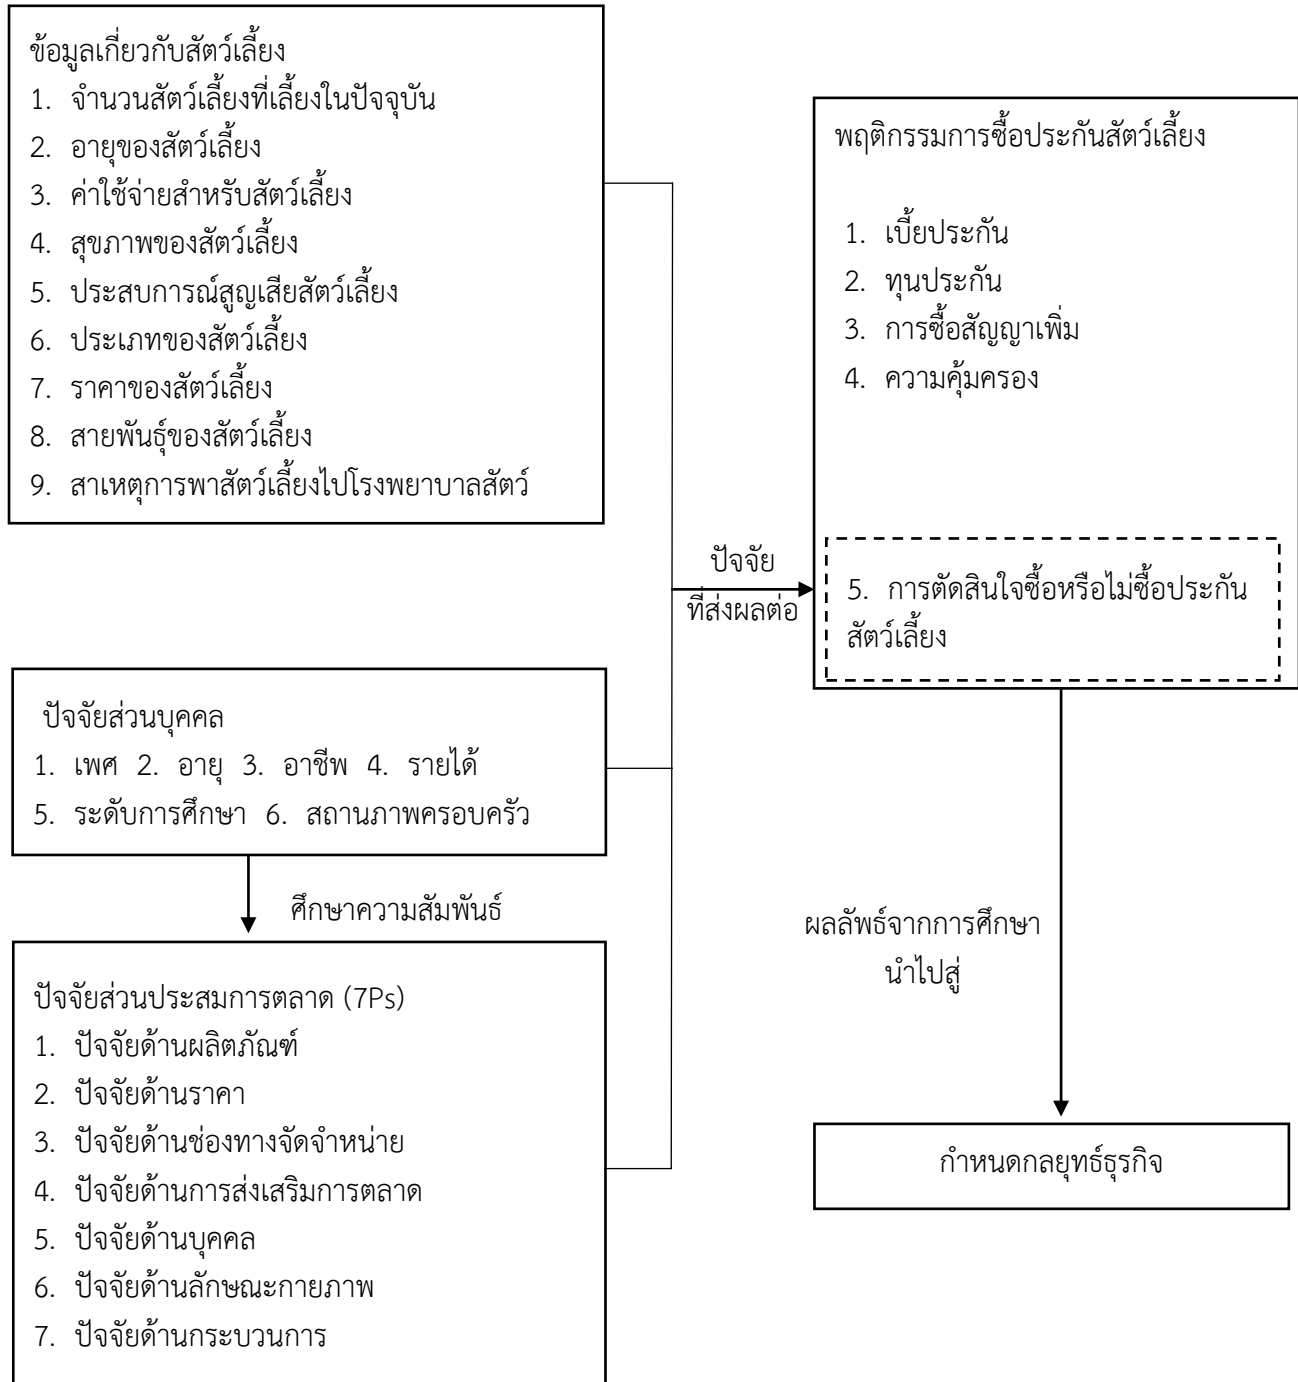 ข้อมูลเกี่ยวกับสัตว์เลี้ยง
1. จำนวนสัตว์เลี้ยงที่เลี้ยงในปัจจุบัน
2. อายุของสัตว์เลี้ยง
3. ค่าใช้จ่ายสำหรับสัตว์เลี้ยง
4. สุขภาพของสัตว์เลี้ยง
5. ประสบการณ์สูญเสียสัตว์เลี้ยง
6. ประเภทของสัตว์เลี้ยง
7. ราคาของสัตว์เลี้ยง
8. สายพันธุ์ของสัตว์เลี้ยง
9. สาเหตุการพาสัตว์เลี้ยงไปโรงพยาบาลสัตว์
ปัจจัยส่วนบุคคล
1. เพศ 2. อายุ 3. อาชีพ 4. รายได้
5. ระดับการศึกษา 6. สถานภาพครอบครัว
ศึกษาความสัมพันธ์
ปัจจัยส่วนประสมการตลาด (7Ps)
1. ปัจจัยด้านผลิตภัณฑ์
2. ปัจจัยด้านราคา
3. ปัจจัยด้านช่องทางจัดจำหน่าย
4. ปัจจัยด้านการส่งเสริมการตลาด
5. ปัจจัยด้านบุคคล
6. ปัจจัยด้านลักษณะกายภาพ
7. ปัจจัยด้านกระบวนการ
ปัจจัย
ที่ส่งผลต่อ
พฤติกรรมการซื้อประกันสัตว์เลี้ยง
1. เบี้ยประกัน
2. ทุนประกัน
3. การซื้อสัญญาเพิ่ม
4. ความคุ้มครอง
5. การตัดสินใจซื้อหรือไม่ซื้อประกัน
สัตว์เลี้ยง
ผลลัพธ์จากการศึกษา
นำไปสู่
กำหนดกลยุทธ์ธุรกิจ